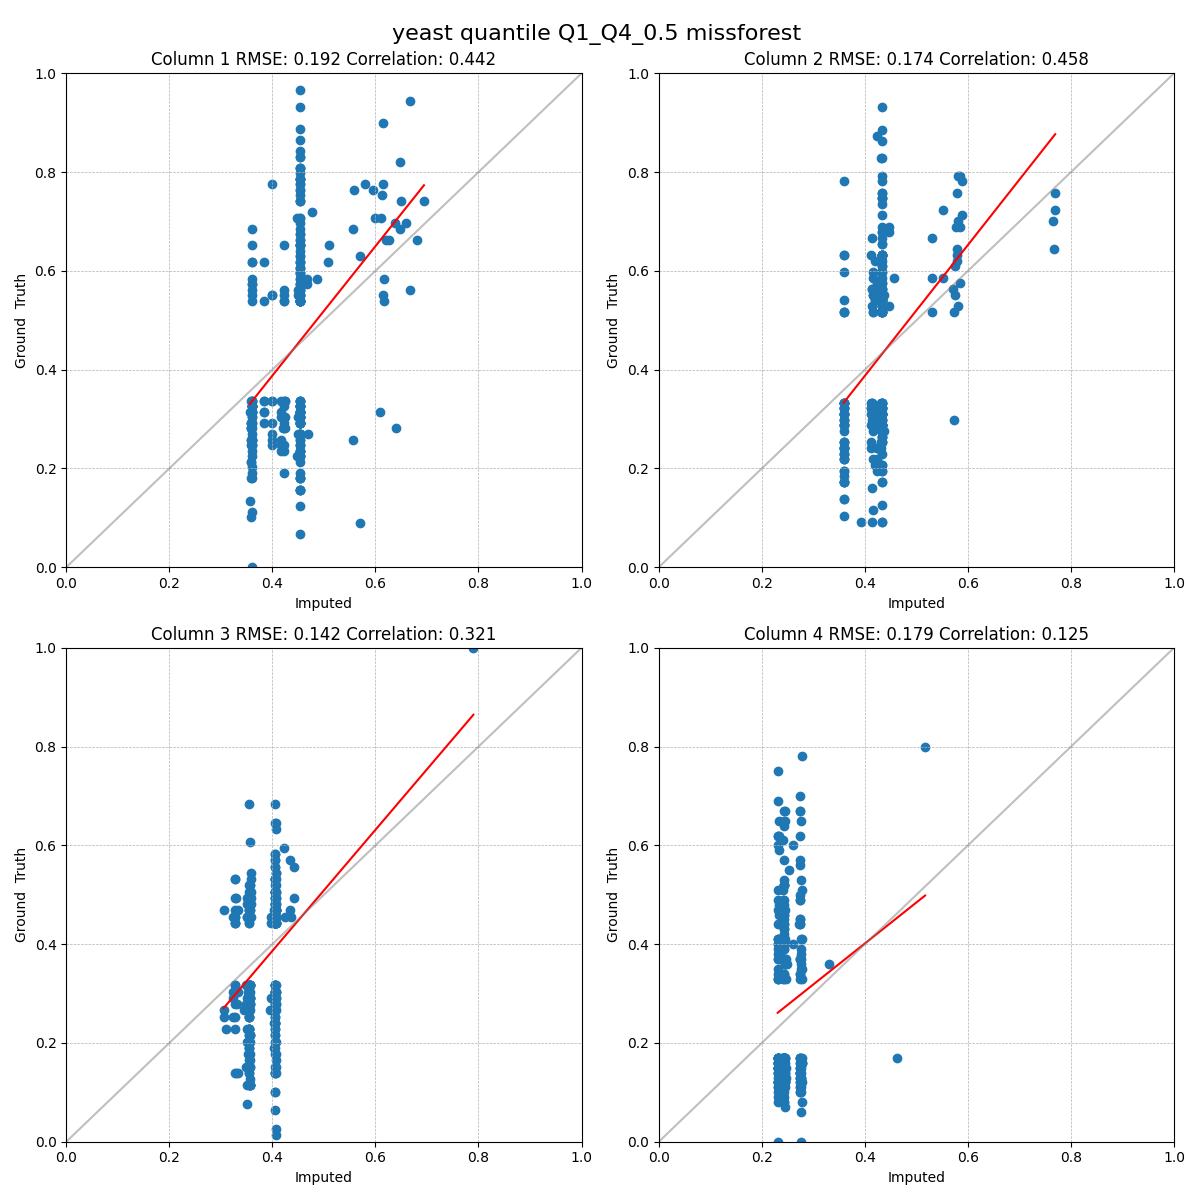 yeast quantile Q1_Q4_0.5 missforest
Column 1 RMSE: 0.192 Correlation: 0.442
1.0
0.8
0.6
0.4
0.2
0.0
Ground Truth
0.0 0.2 0.4 0.6 0.8 1.0
Imputed
Column 2 RMSE: 0.174 Correlation: 0.458
1.0
0.8
0.6
0.4
0.2
0.0
Ground Truth
0.0 0.2 0.4 0.6 0.8 1.0
Imputed
Column 3 RMSE: 0.142 Correlation: 0.321
1.0
0.8
0.6
0.4
0.2
0.0
Ground Truth
0.0 0.2 0.4 0.6 0.8 1.0
Imputed
Column 4 RMSE: 0.179 Correlation: 0.125
1.0
0.8
0.6
0.4
0.2
0.0
Ground Truth
0.0 0.2 0.4 0.6 0.8 1.0
Imputed